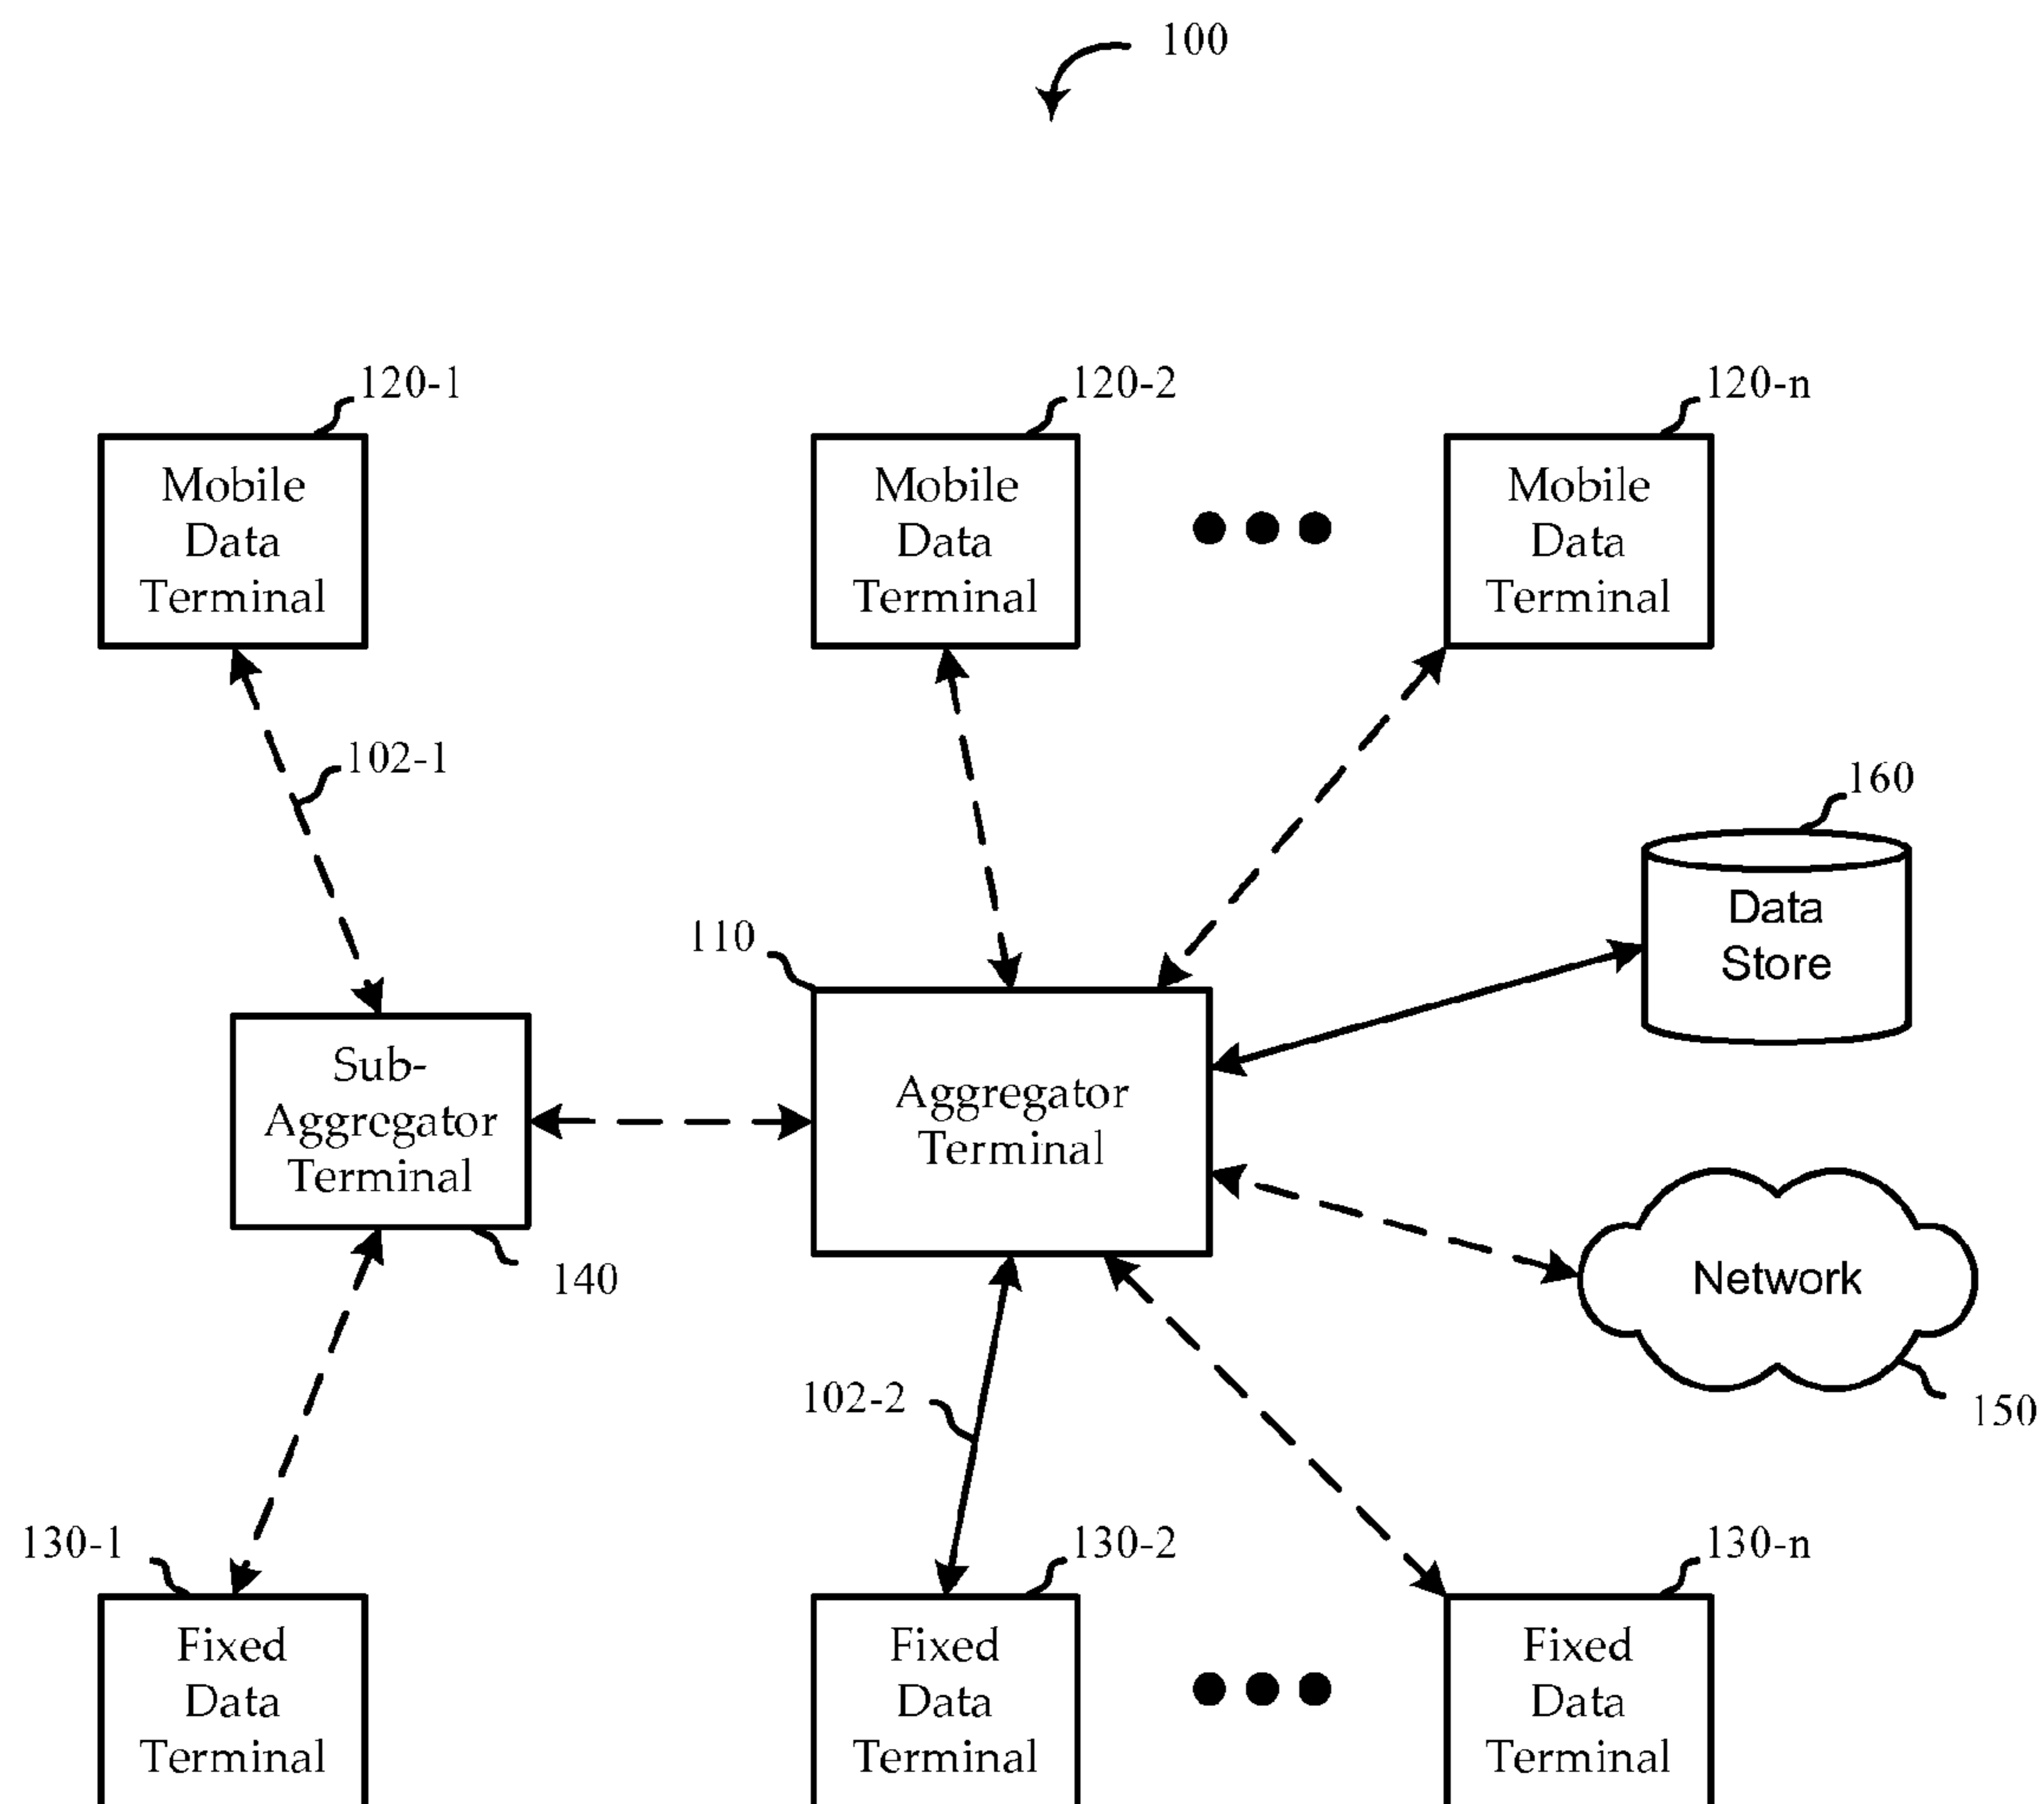 100
120-1
120-2
120-n
Mobile
Data
Terminal
Mobile
Data
Terminal
Mobile
Data
Terminal
102-1
160
Data
Store
110
Sub-
Aggregator
Terminal
Aggregator
Terminal
140
Network
150
102-2
130-1
130-2
130-n
Fixed
Data
Terminal
Fixed
Data
Terminal
Fixed
Data
Terminal